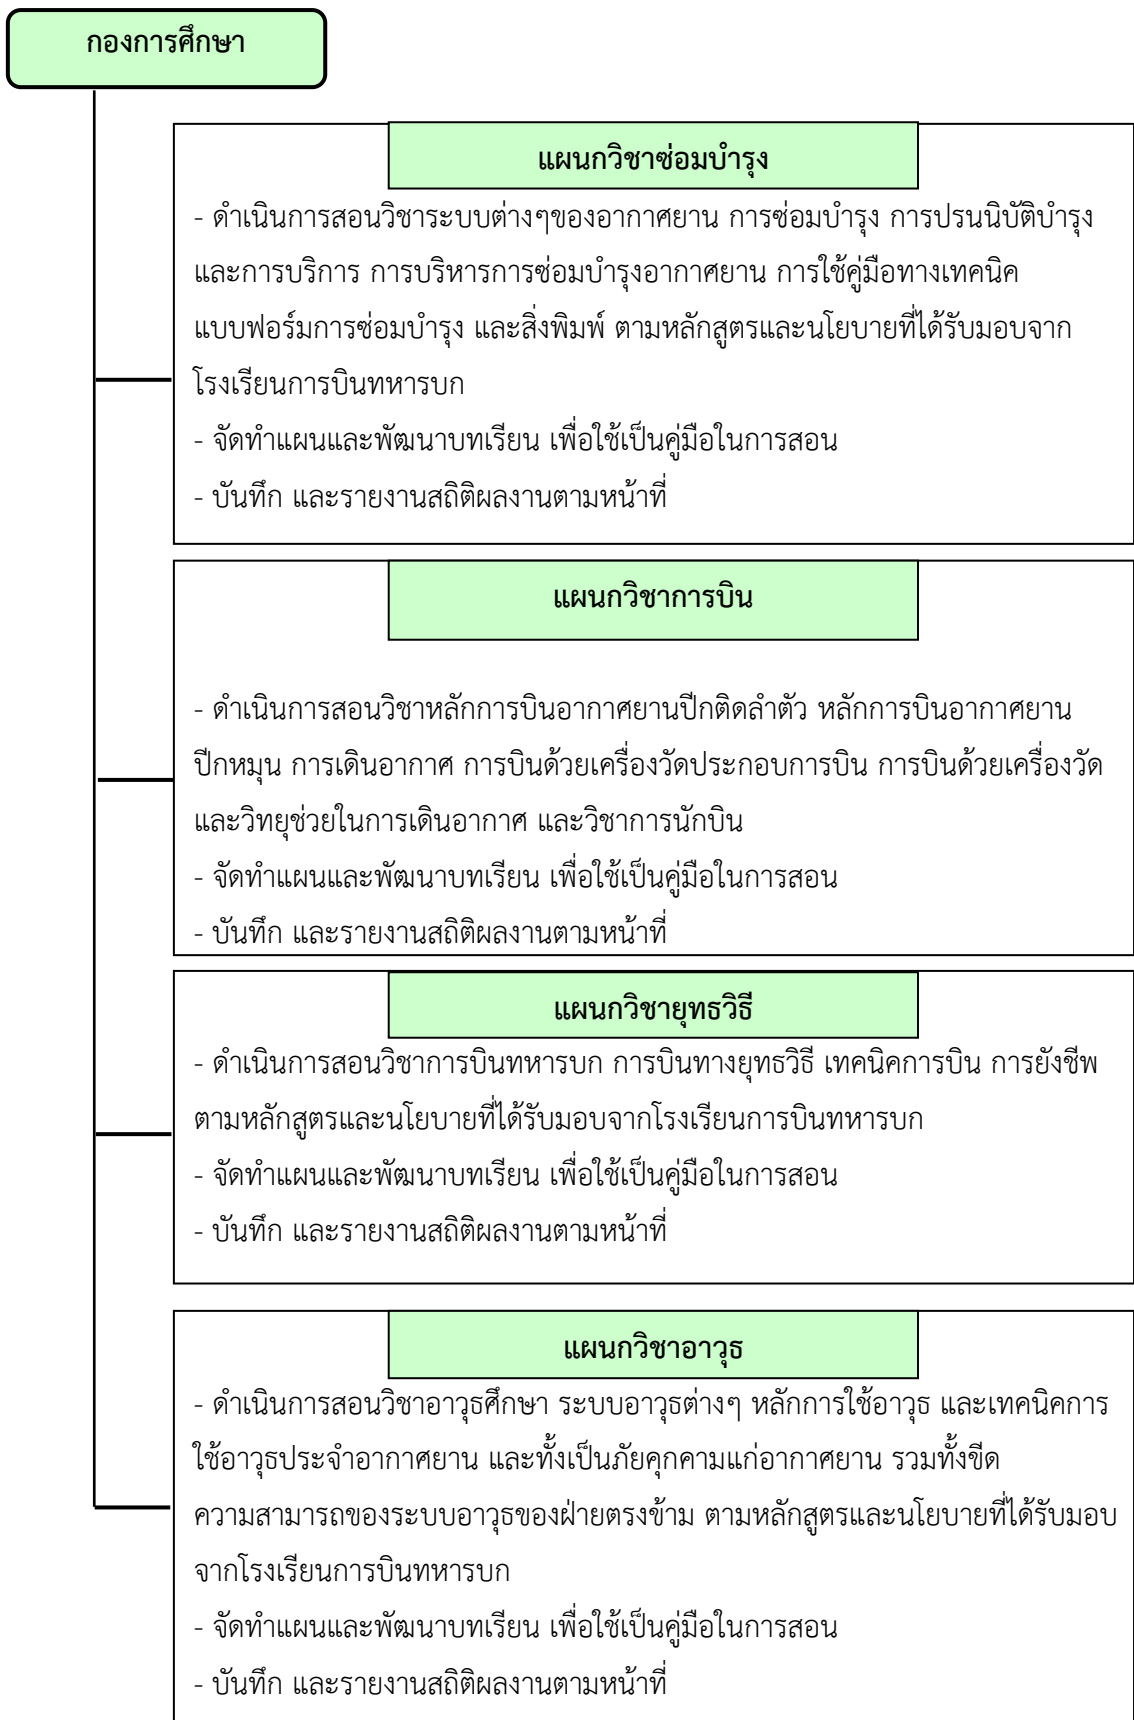 กองการศึกษา
แผนกวิชาซ่อมบำรุง
- ดำเนินการสอนวิชาระบบต่างๆของอากาศยาน การซ่อมบำรุง การปรนนิบัติบำรุง
และการบริการ การบริหารการซ่อมบำรุงอากาศยาน การใช้คู่มือทางเทคนิค
แบบฟอร์มการซ่อมบำรุง และสิ่งพิมพ์ ตามหลักสูตรและนโยบายที่ได้รับมอบจาก
โรงเรียนการบินทหารบก
- จัดทำแผนและพัฒนาบทเรียน เพื่อใช้เป็นคู่มือในการสอน
- บันทึก และรายงานสถิติผลงานตามหน้าที่
แผนกวิชาการบิน
- ดำเนินการสอนวิชาหลักการบินอากาศยานปีกติดลำตัว หลักการบินอากาศยาน
ปีกหมุน การเดินอากาศ การบินด้วยเครื่องวัดประกอบการบิน การบินด้วยเครื่องวัด
และวิทยุช่วยในการเดินอากาศ และวิชาการนักบิน
- จัดทำแผนและพัฒนาบทเรียน เพื่อใช้เป็นคู่มือในการสอน
- บันทึก และรายงานสถิติผลงานตามหน้าที่
แผนกวิชายุทธวิธี
- ดำเนินการสอนวิชาการบินทหารบก การบินทางยุทธวิธี เทคนิคการบิน การยังชีพ
ตามหลักสูตรและนโยบายที่ได้รับมอบจากโรงเรียนการบินทหารบก
- จัดทำแผนและพัฒนาบทเรียน เพื่อใช้เป็นคู่มือในการสอน
- บันทึก และรายงานสถิติผลงานตามหน้าที่
แผนกวิชาอาวุธ
- ดำเนินการสอนวิชาอาวุธศึกษา ระบบอาวุธต่างๆ หลักการใช้อาวุธ และเทคนิคการ
ใช้อาวุธประจำอากาศยาน และทั้งเป็นภัยคุกคามแก่อากาศยาน รวมทั้งขีด
ความสามารถของระบบอาวุธของฝ่ายตรงข้าม ตามหลักสูตรและนโยบายที่ได้รับมอบ
จากโรงเรียนการบินทหารบก
- จัดทำแผนและพัฒนาบทเรียน เพื่อใช้เป็นคู่มือในการสอน
- บันทึก และรายงานสถิติผลงานตามหน้าที่